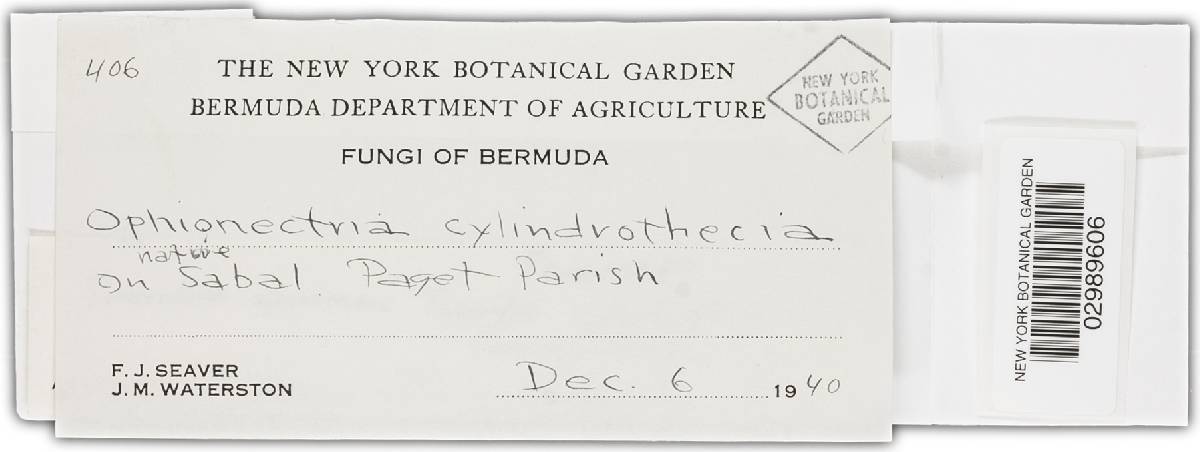 406
THE NEW YORK BOTANICAL GARDEN
BERMUDA DEPARTMENT OF AGRICULTURE
NEW YORK
BOTANICAL
GARDEN
FUNGI OF BERMUDA
Ophionectria cylindrothecia
native
on Sabal. Paget Parish
F. J. SEAVER
J. M. WATERSTON
Dec. 6 1940
NEW YORK BOTANICAL GARDEN
02989606